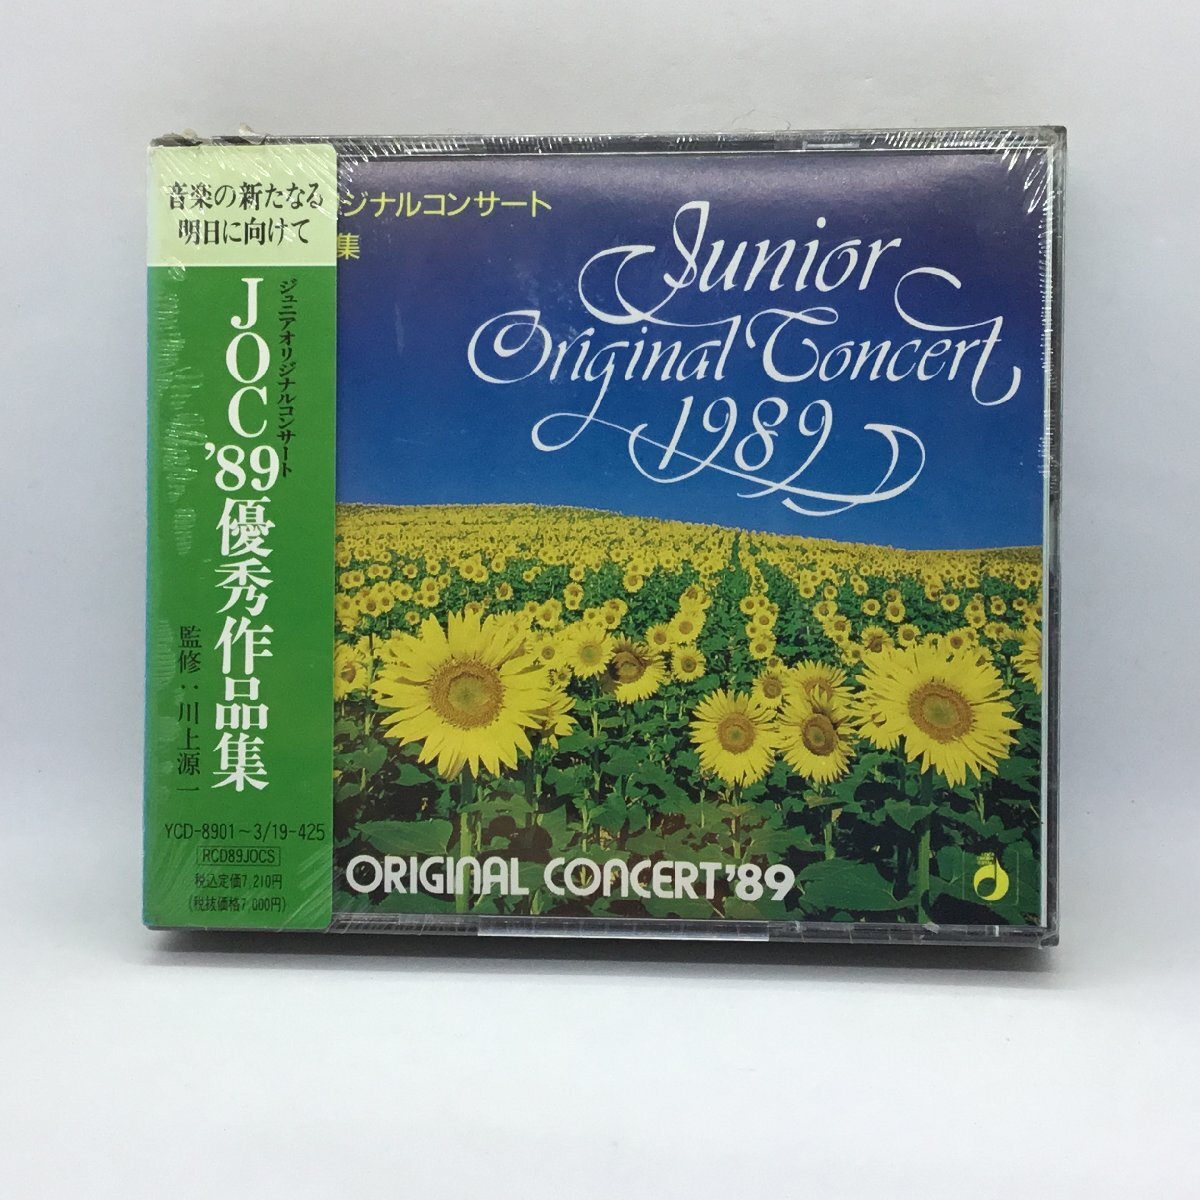 音楽の新たなる
明日に向けて
ジュニアオリジナルコンサート
JOC'89優秀作品集
監修:川上源一
YCD-8901~3/19-425
RCD89JOCS
税込定価7,210円
(税抜価格7,000円)
ジナルコンサート
集
Junior
Original Concert
1989
ORIGINAL CONCERT'89